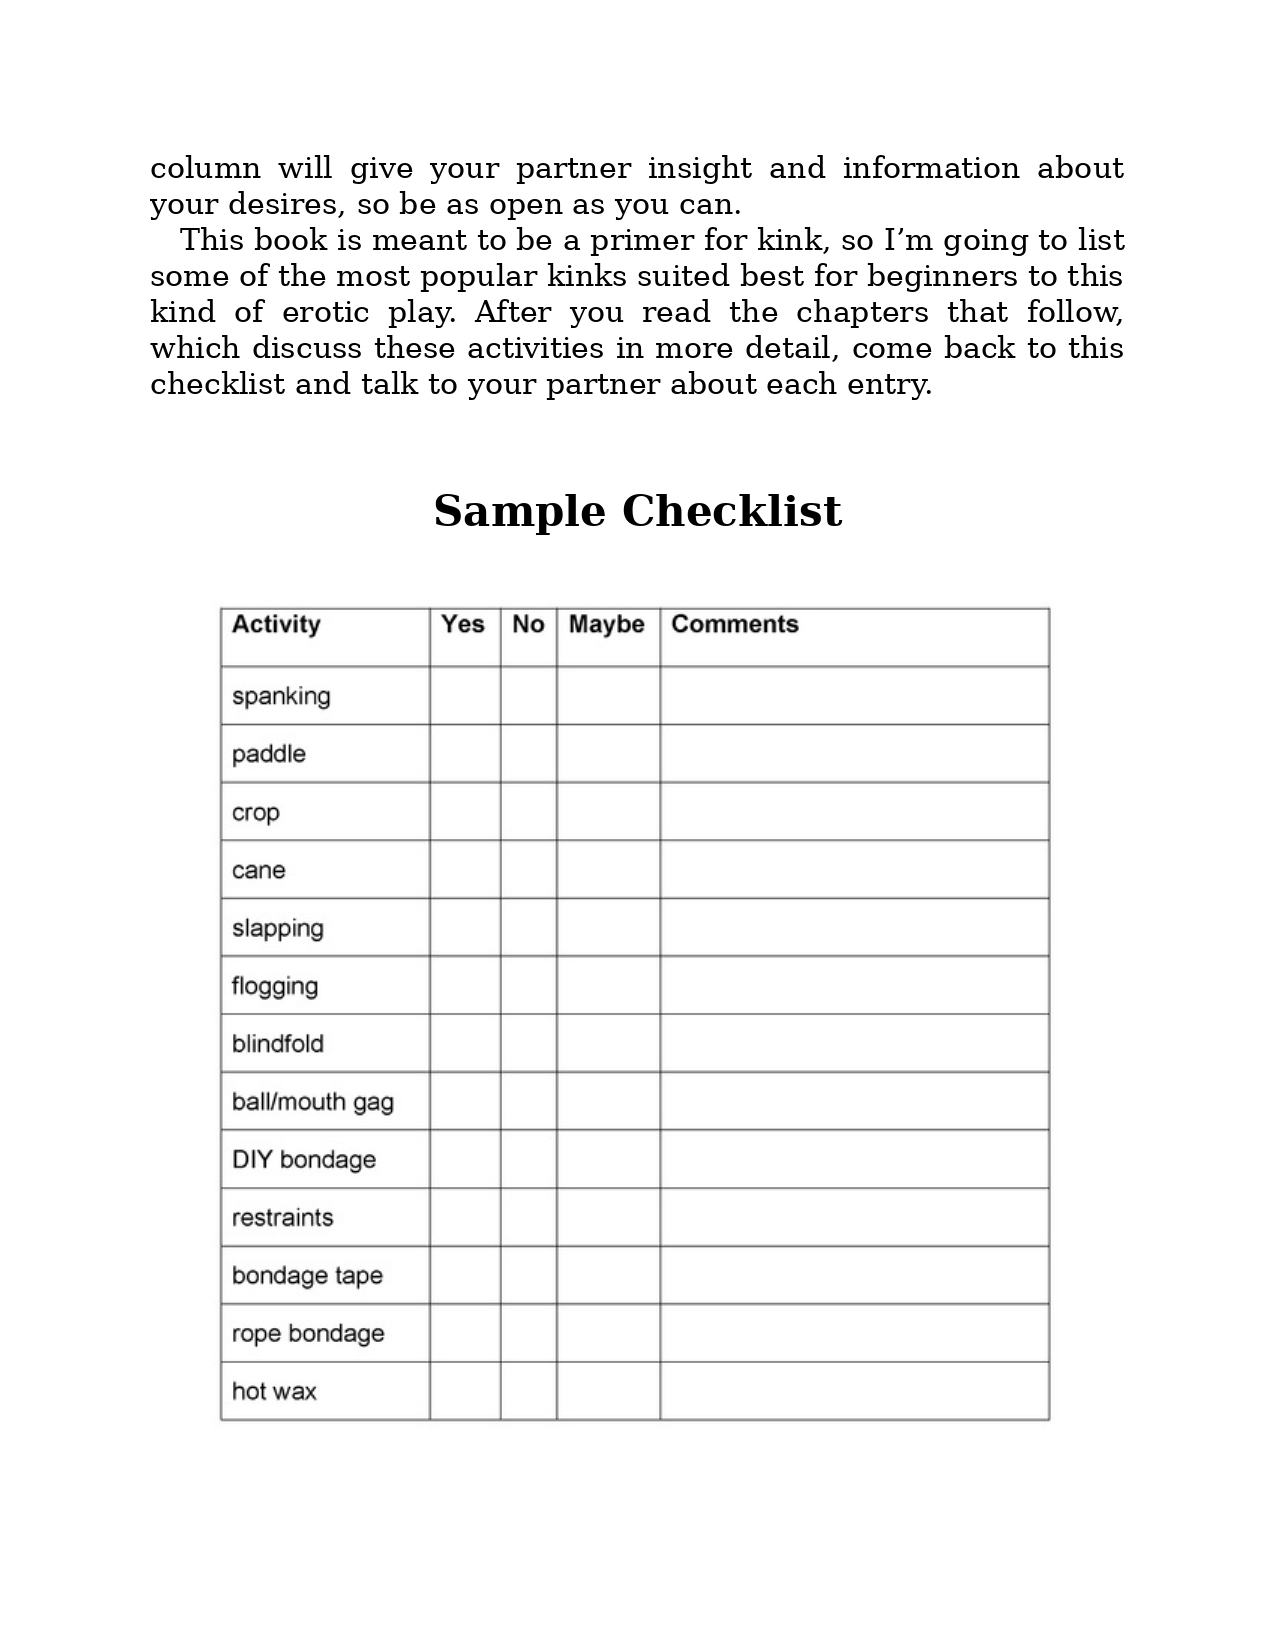 column will give your partner insight and information about
your desires, so be as open as you can.
This book is meant to be a primer for kink, so I’m going to list
some of the most popular kinks suited best for beginners to this
kind of erotic play. After you read the chapters that follow,
which discuss these activities in more detail, come back to this
checklist and talk to your partner about each entry.
Sample Checklist
Activity Yes No Maybe Comments
spanking
paddle
crop
cane
slapping
flogging
blindfold
ball/mouth gag
DIY bondage
restraints
bondage tape
rope bondage
hot wax